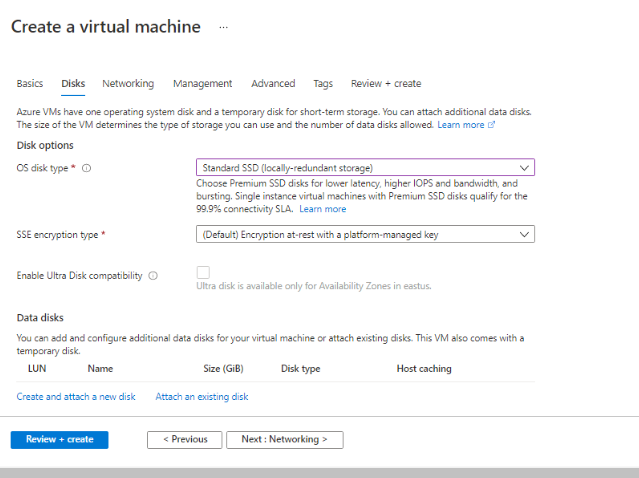 Create a virtual machine ...
Basics Disks Networking Management Advanced Tags Review + create
Azure VMs have one operating system disk and a temporary disk for short-term storage. You can attach additional data disks.
The size of the VM determines the type of storage you can use and the number of data disks allowed. Learn more
Disk options
OS disk type *
Standard SSD (locally-redundant storage)
Choose Premium SSD disks for lower latency, higher IOPS and bandwidth, and
bursting. Single instance virtual machines with Premium SSD disks qualify for the
99.9% connectivity SLA. Learn more
SSE encryption type *
(Default) Encryption at-rest with a platform-managed key
Enable Ultra Disk compatibility
Ultra disk is available only for Availability Zones in eastus.
Data disks
You can add and configure additional data disks for your virtual machine or attach existing disks. This VM also comes with a
temporary disk.
LUN Name Size (GiB) Disk type Host caching
Create and attach a new disk Attach an existing disk
Review + create < Previous Next : Networking >